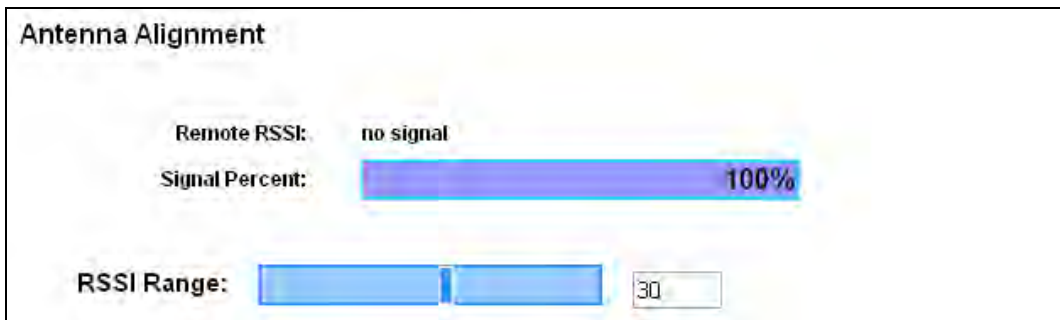 Antenna Alignment
Remote RSSI: no signal
Signal Percent: 100%
RSSI Range: 30